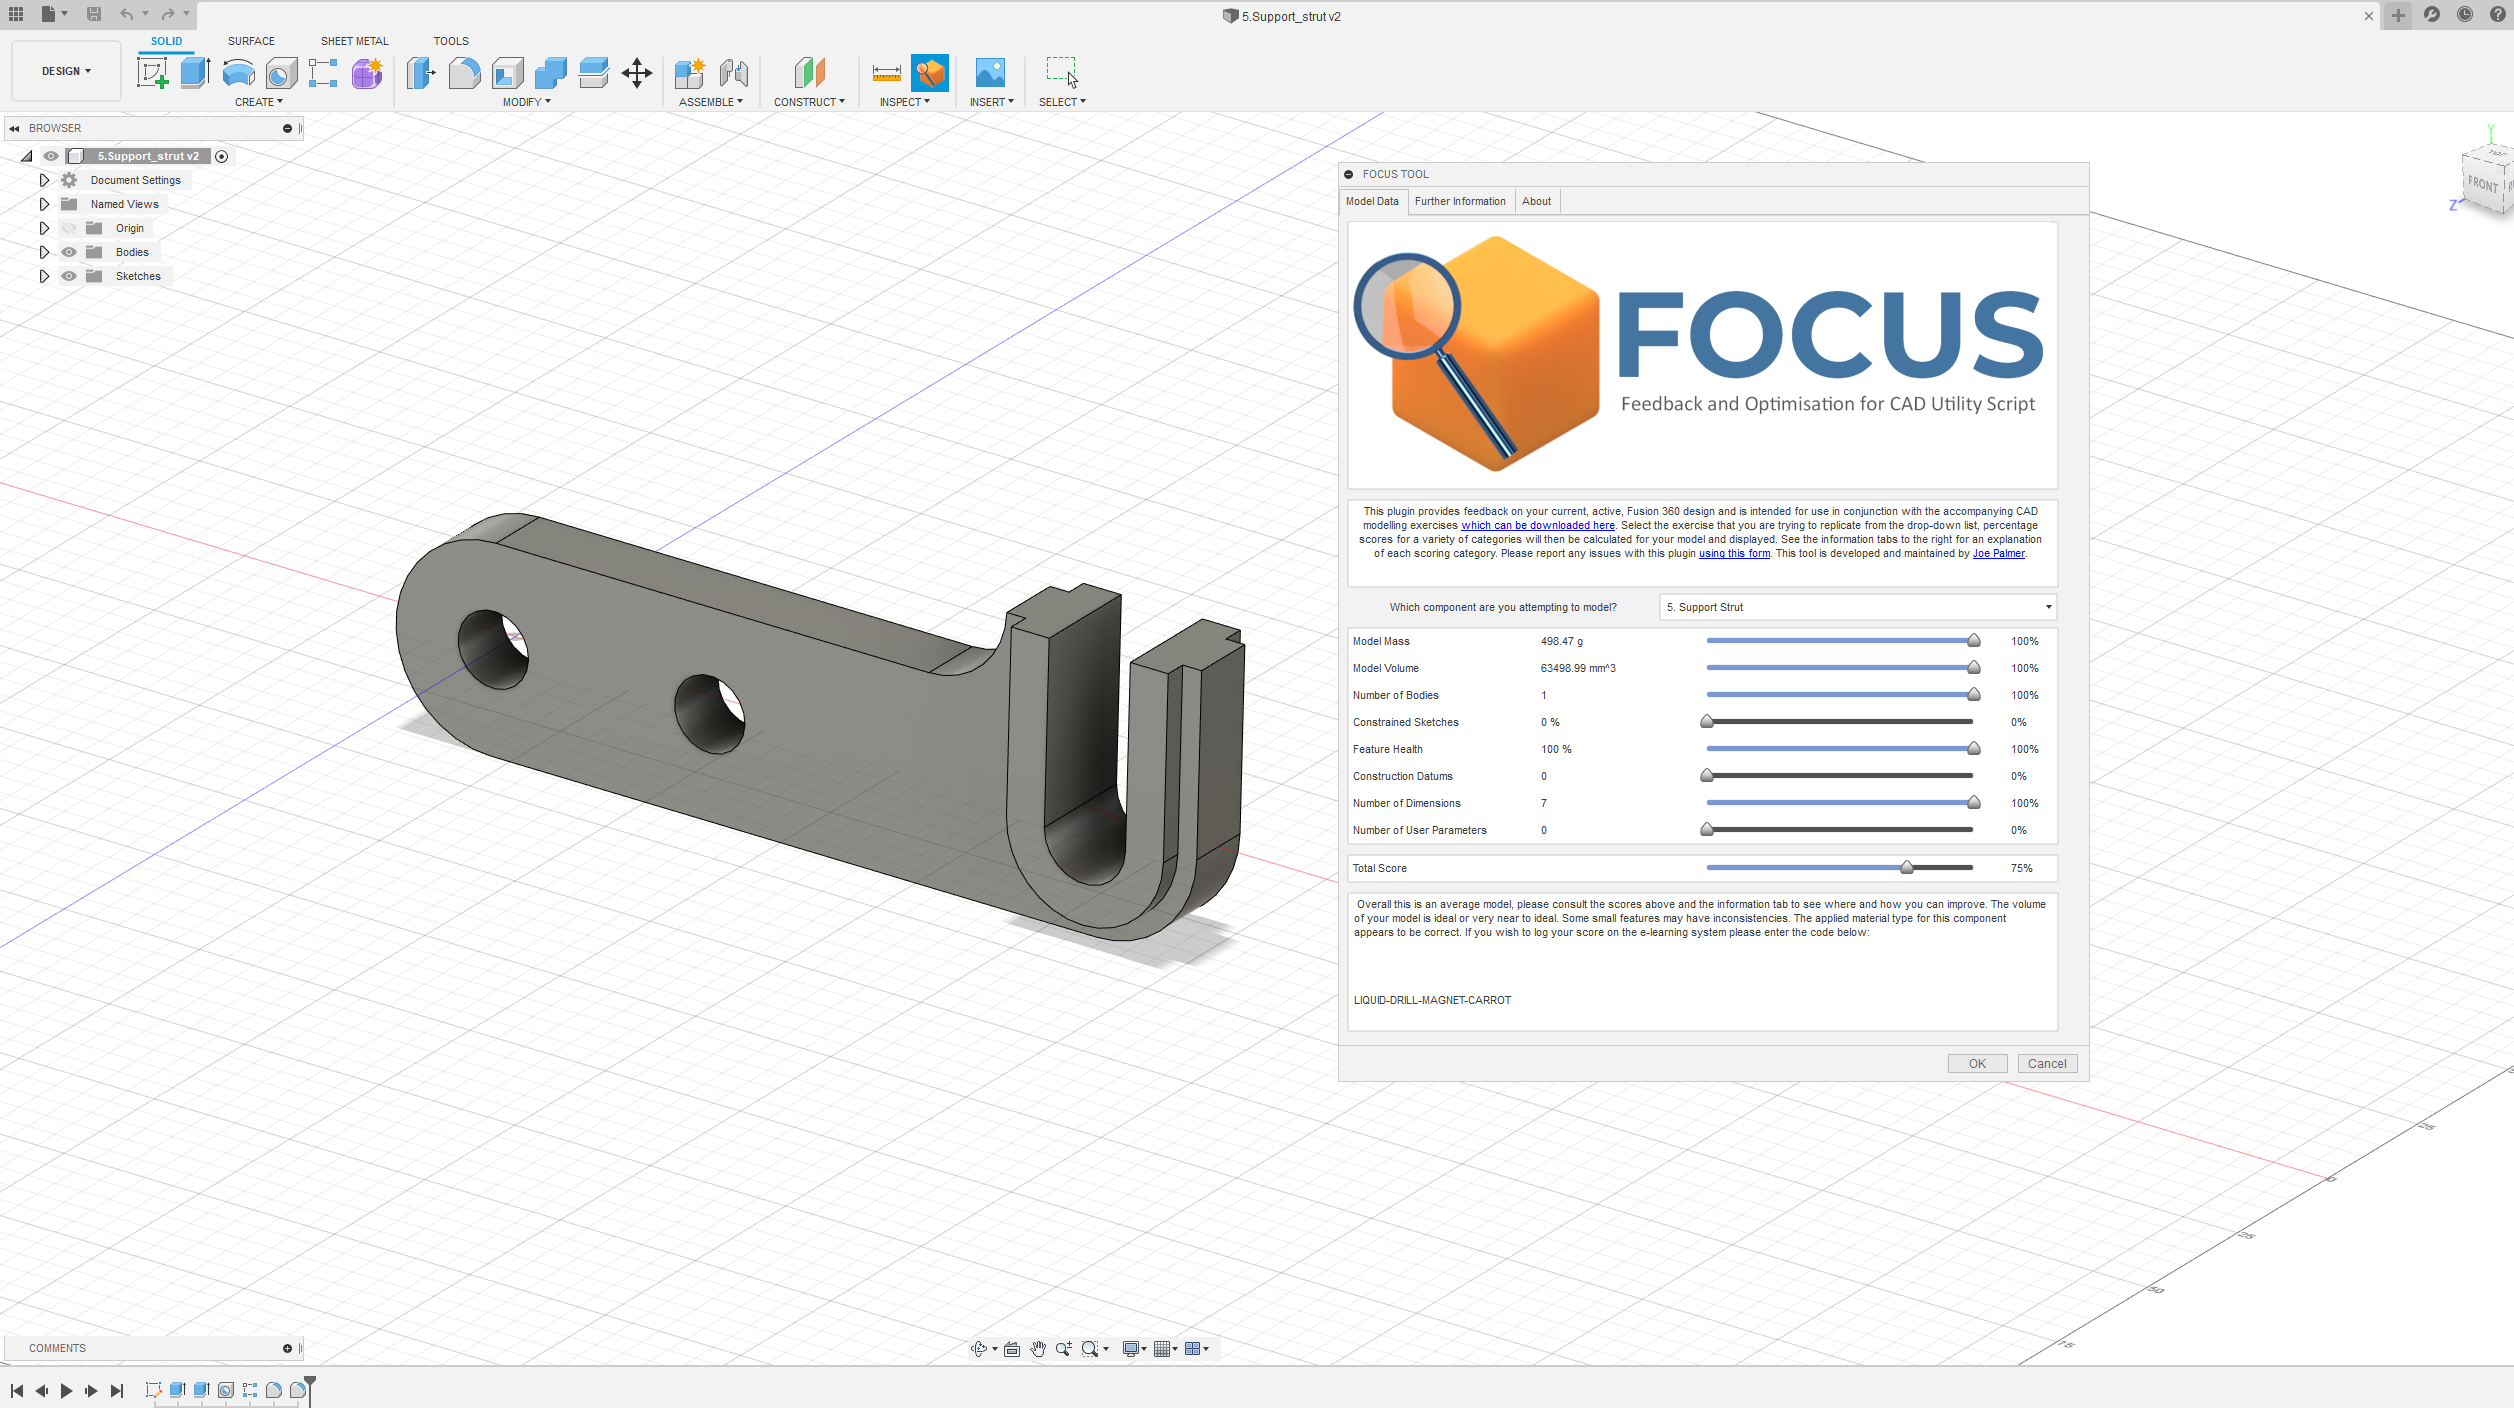 5.Support_strut v2
SOLID
SURFACE
SHEET METAL
TOOLS
DESIGN
CREATE
MODIFY
ASSEMBLE
CONSTRUCT
INSPECT
INSERT
SELECT
BROWSER
5.Support_strut v2
Document Settings
Named Views
Origin
Bodies
Sketches
Y
FRONT
Z
FOCUS TOOL
Model Data
Further Information
About
FOCUS
Feedback and Optimisation for CAD Utility Script
This plugin provides feedback on your current, active, Fusion 360 design and is intended for use in conjunction with the accompanying CAD
modelling exercises which can be downloaded here. Select the exercise that you are trying to replicate from the drop-down list, percentage
scores for a variety of categories will then be calculated for your model and displayed. See the information tabs to the right for an explanation
of each scoring category. Please report any issues with this plugin using this form. This tool is developed and maintained by Joe Palmer.
Which component are you attempting to model? 5. Support Strut
Model Mass 498.47 g 100%
Model Volume 63498.99 mm^3 100%
Number of Bodies 1 100%
Constrained Sketches 0 % 0%
Feature Health 100 % 100%
Construction Datums 0 0%
Number of Dimensions 7 100%
Number of User Parameters 0 0%
Total Score 75%
Overall this is an average model, please consult the scores above and the information tab to see where and how you can improve. The volume
of your model is ideal or very near to ideal. Some small features may have inconsistencies. The applied material type for this component
appears to be correct. If you wish to log your score on the e-learning system please enter the code below:
LIQUID-DRILL-MAGNET-CARROT
OK
Cancel
25
0
25
50
75
COMMENTS